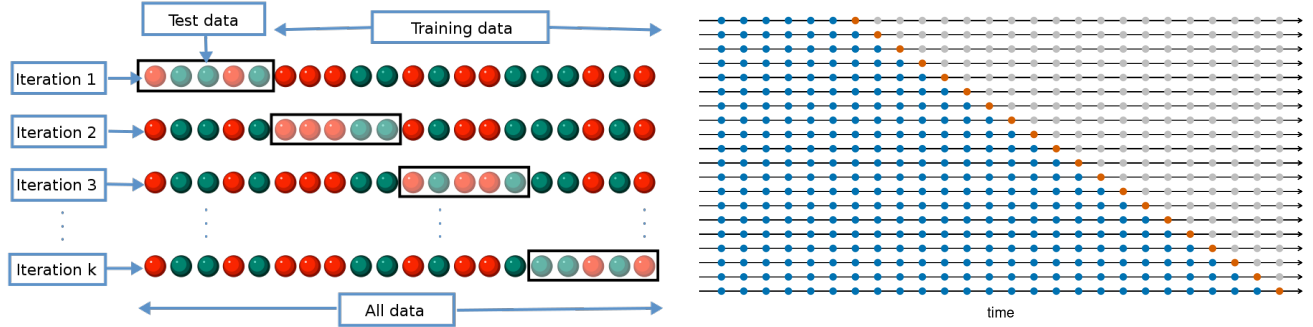 Test data
Training data
Iteration 1
Iteration 2
Iteration 3
Iteration k
All data
time